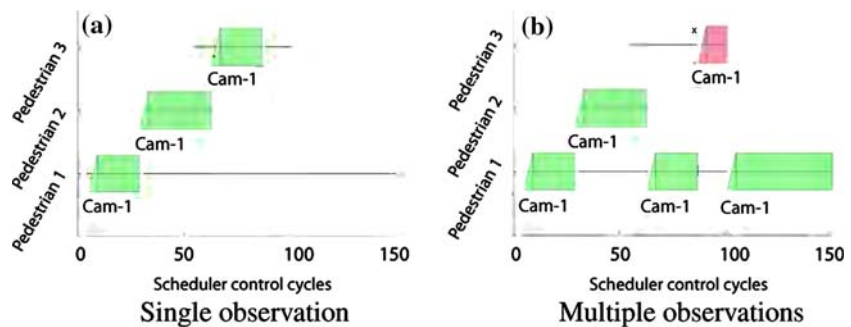 (a)
Pedestrian 3
Cam-1
Pedestrian 2
Cam-1
Pedestrian 1
Cam-1
0 50 100 150
Scheduler control cycles
Single observation
(b)
Pedestrian 3
x
Cam-1
Pedestrian 2
Cam-1
Pedestrian 1
Cam-1 Cam-1 Cam-1
0 50 100 150
Scheduler control cycles
Multiple observations